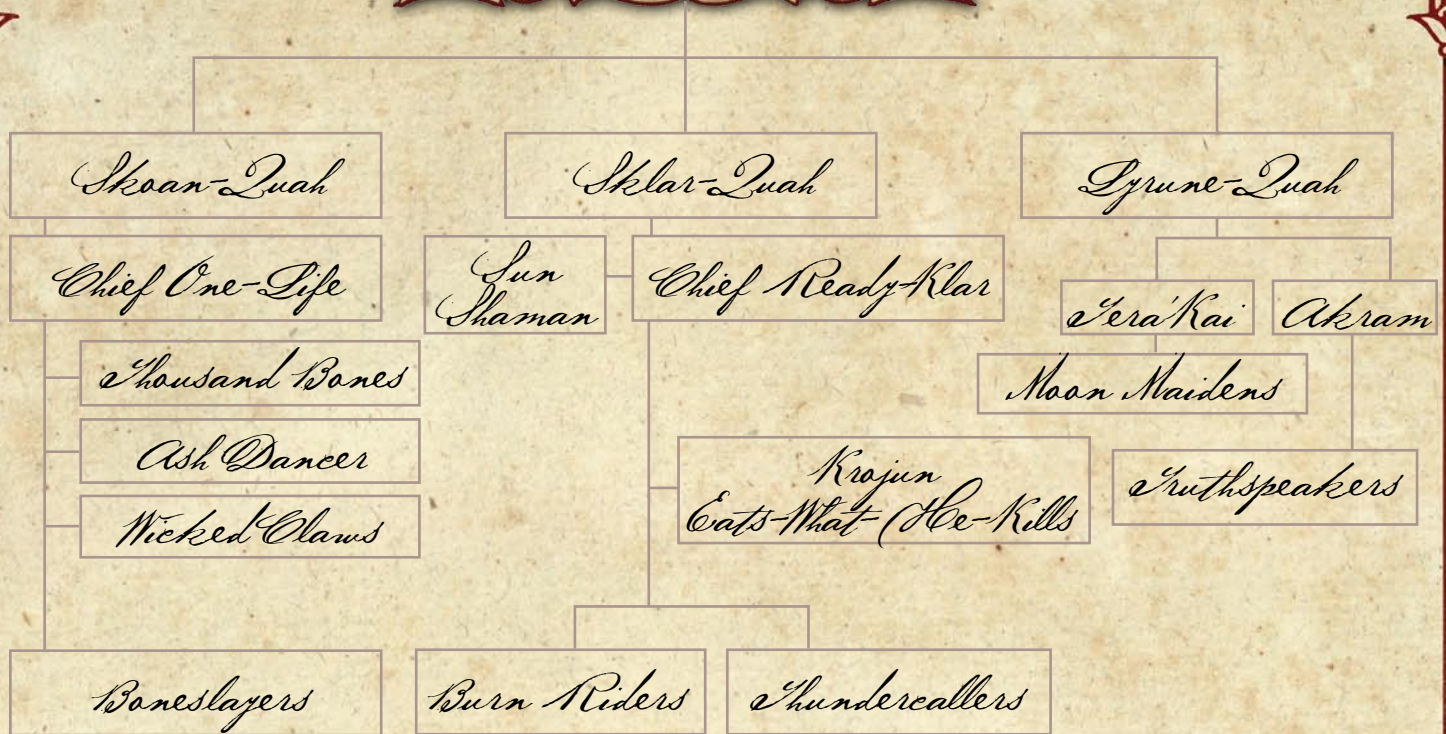 Skoan-Quah
Sklar-Quah
Lyrune-Quah
Chief One-Life
Sun
Shaman
Chief Ready-Klar
Tera'Kai
Akram
Thousand Bones
Moon Maidens
Ash Dancer
Krojun
Eats-What-He-Kills
Truthspeakers
Wicked Claws
Boneslayers
Burn Riders
Thundercallers